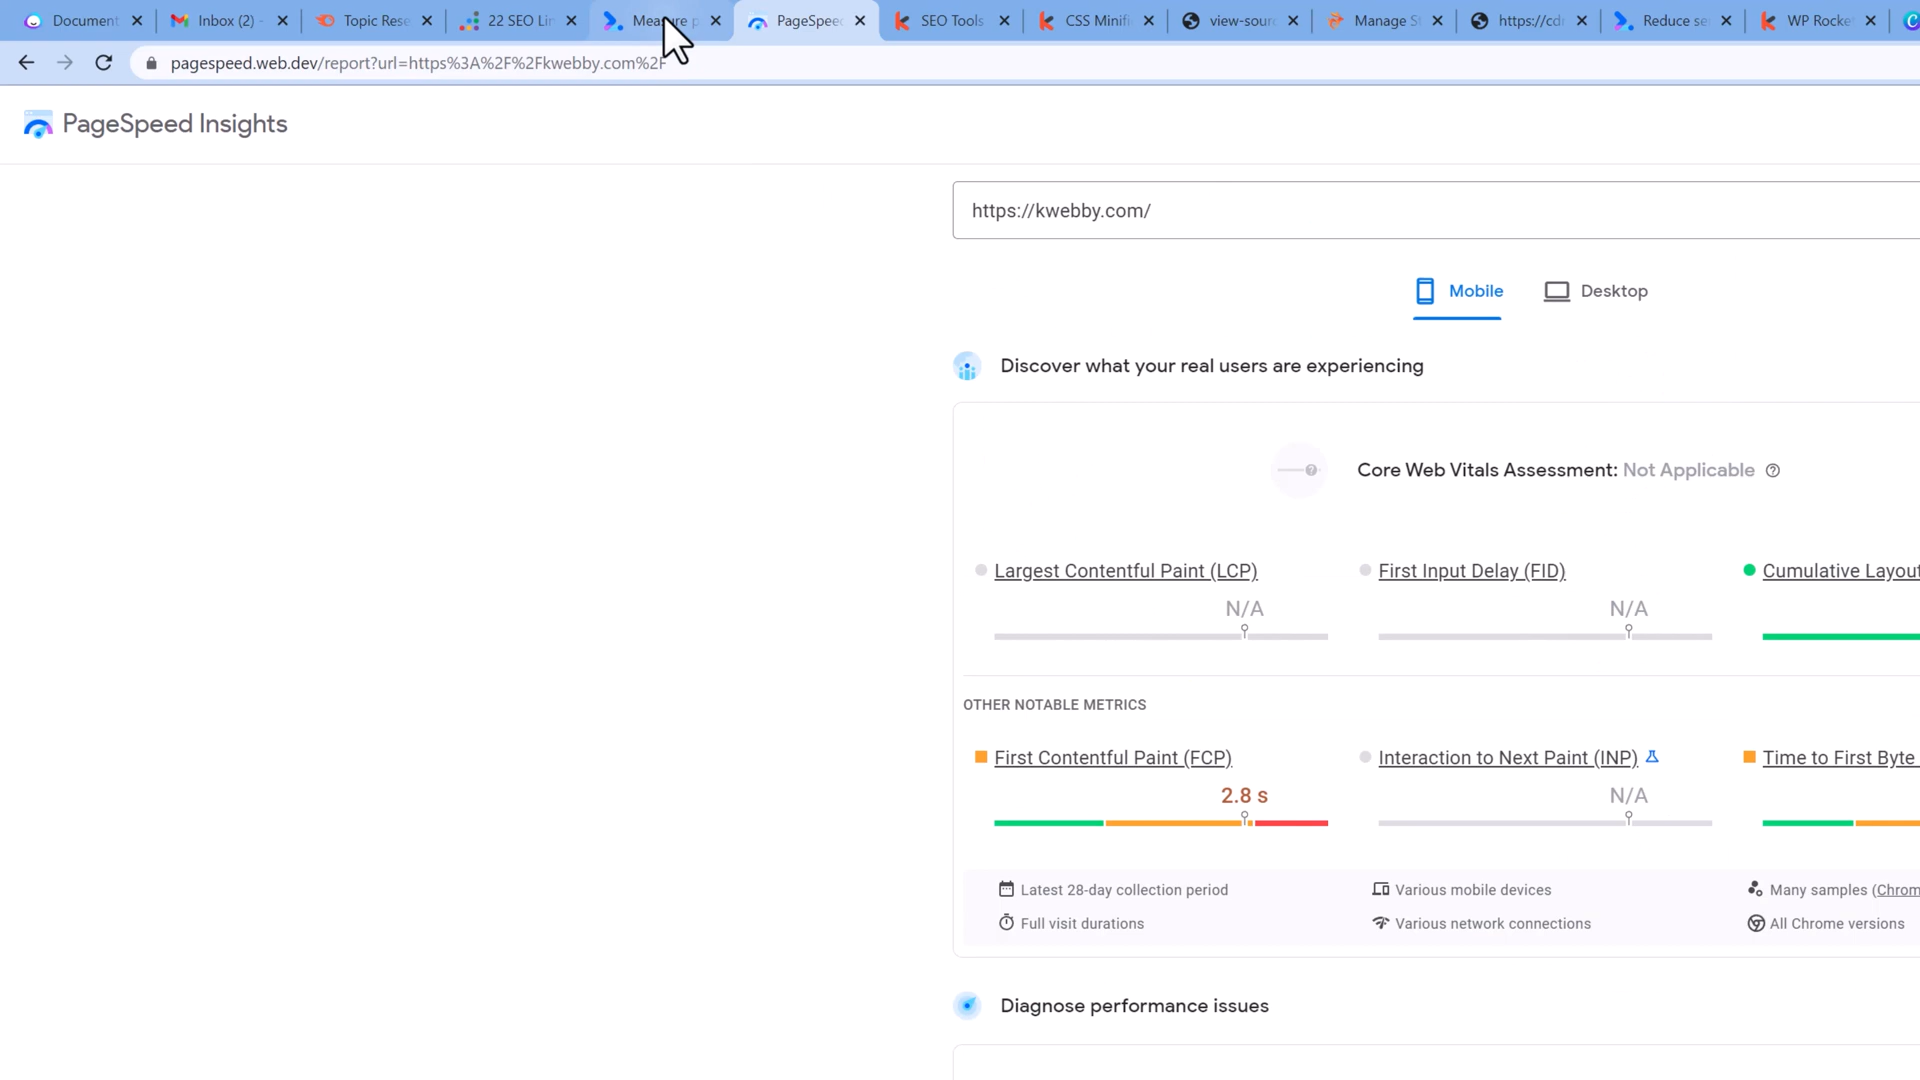 Document
Inbox (2) -
Topic Rese
22 SEO Lin
Measure p
PageSpeed
SEO Tools
CSS Minifi
view-sourc
Manage S
https://cdn
Reduce se
WP Rocket
pagespeed.web.dev/report?url=https%3A%2F%2Fkwebby.com%2F
PageSpeed Insights
https://kwebby.com/
Mobile
Desktop
Discover what your real users are experiencing
Core Web Vitals Assessment: Not Applicable
Largest Contentful Paint (LCP)
First Input Delay (FID)
Cumulative Layout
N/A
N/A
OTHER NOTABLE METRICS
First Contentful Paint (FCP)
Interaction to Next Paint (INP)
Time to First Byte
2.8 s
N/A
Latest 28-day collection period
Various mobile devices
Many samples (Chrom
Full visit durations
Various network connections
All Chrome versions
Diagnose performance issues